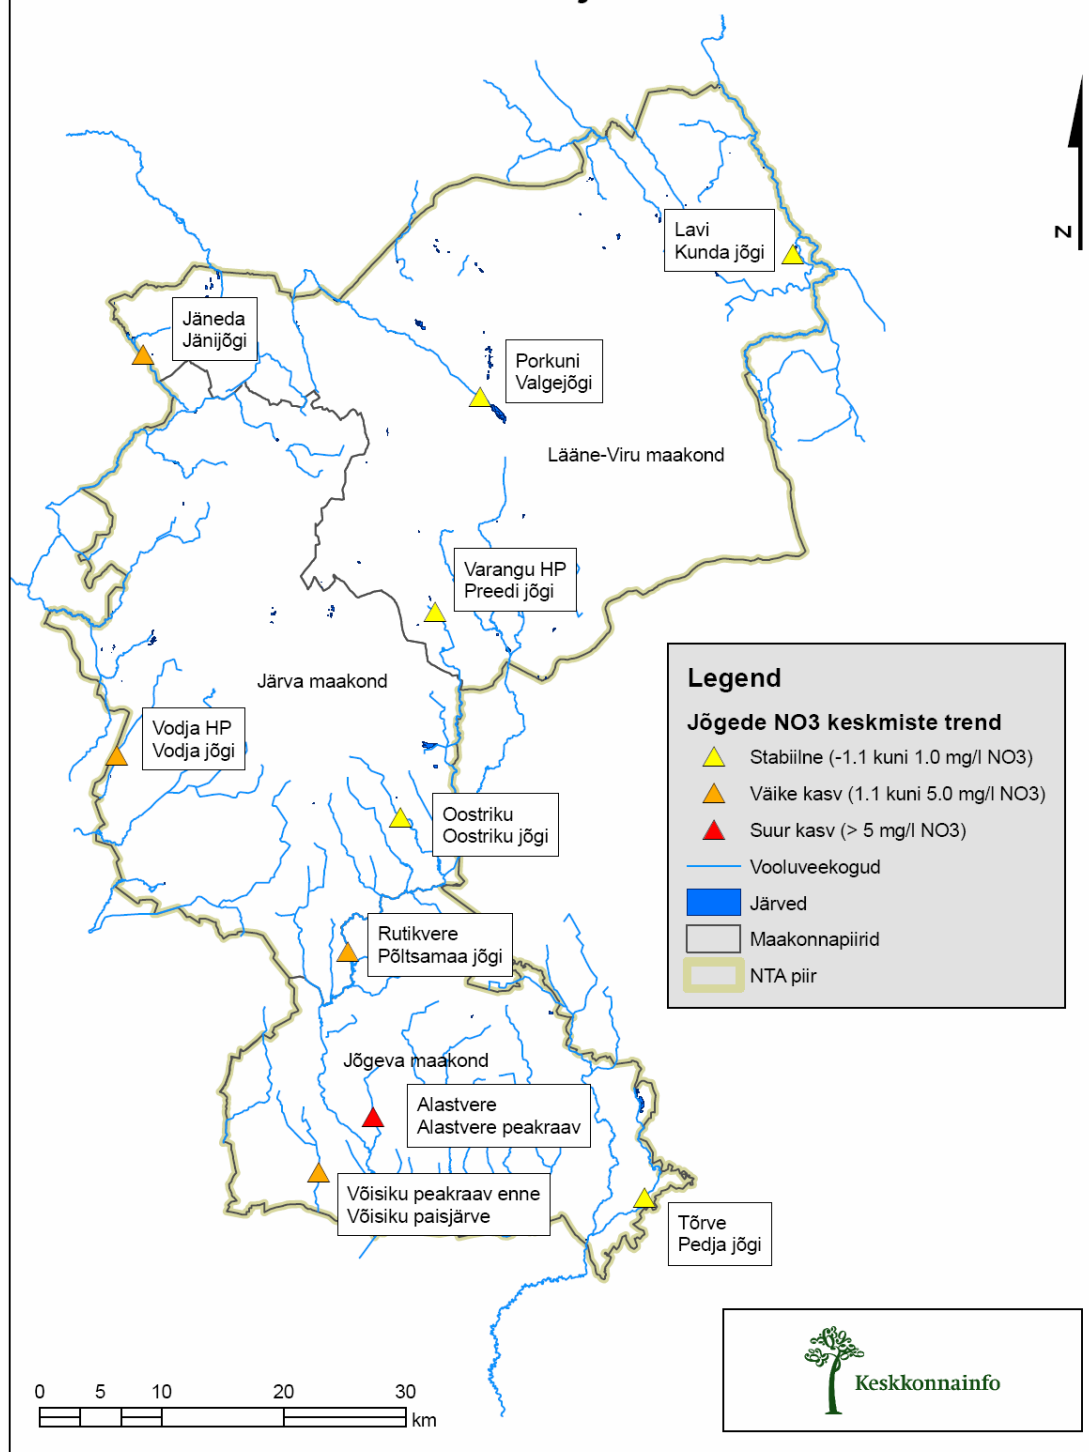 Lavi
Kunda jõgi
N
Jäneda
Jänijõgi
Porkuni
Valgejõgi
Lääne-Viru maakond
Varangu HP
Preedi jõgi
Järva maakond
Vodja HP
Vodja jõgi
Oostriku
Oostriku jõgi
Rutikvere
Põltsamaa jõgi
Jõgeva maakond
Alastvere
Alastvere peakraav
Võisiku peakraav enne
Võisiku paisjärve
Tõrve
Pedja jõgi
Legend
Jõgede NO3 keskmiste trend
Stabiilne (-1.1 kuni 1.0 mg/l NO3)
Väike kasv (1.1 kuni 5.0 mg/l NO3)
Suur kasv (> 5 mg/l NO3)
Vooluveekogud
Järved
Maakonnapiirid
NTA piir
0 5 10 20 30
km
Keskkonnainfo